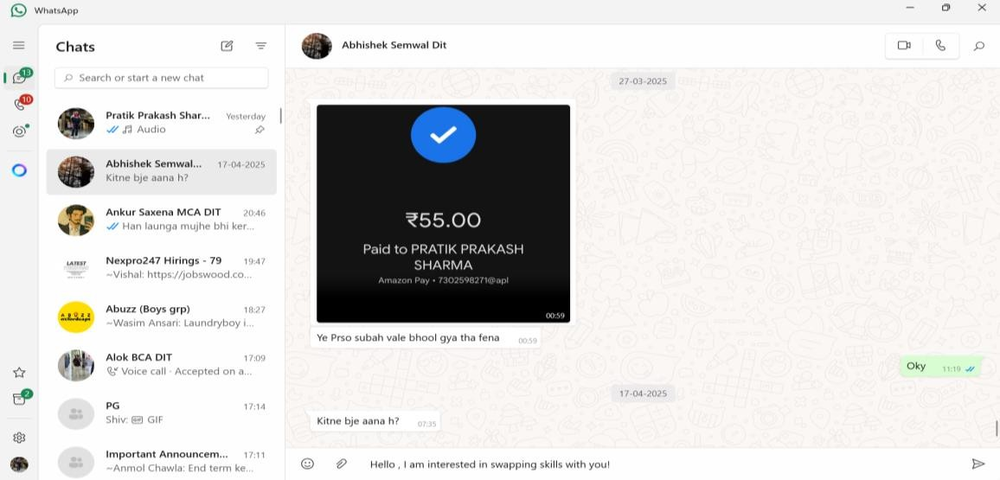 WhatsApp
Chats
Search or start a new chat
13
10
2
Pratik Prakash Shar... Yesterday
Audio
Abhishek Semwal... 17-04-2025
Kitne bje aana h?
Ankur Saxena MCA DIT 20:46
Han launga mujhe bhi ker...
LATEST
Nexpro247 Hirings - 79 19:47
~Vishal: https://jobswood.co...
Abuzz (Boys grp) 18:27
~Wasim Ansari: Laundryboy i...
Alok BCA DIT 17:09
Voice call · Accepted on a...
PG 17:14
Shiv: GIF GIF
Important Announcem... 17:11
~Anmol Chawla: End term ke...
Abhishek Semwal Dit
27-03-2025
₹55.00
Paid to PRATIK PRAKASH
SHARMA
Amazon Pay • 7302598271@apl
00:59
Ye Prso subah vale bhool gya tha fena 00:59
Oky 11:19
17-04-2025
Kitne bje aana h? 07:35
Hello , I am interested in swapping skills with you!